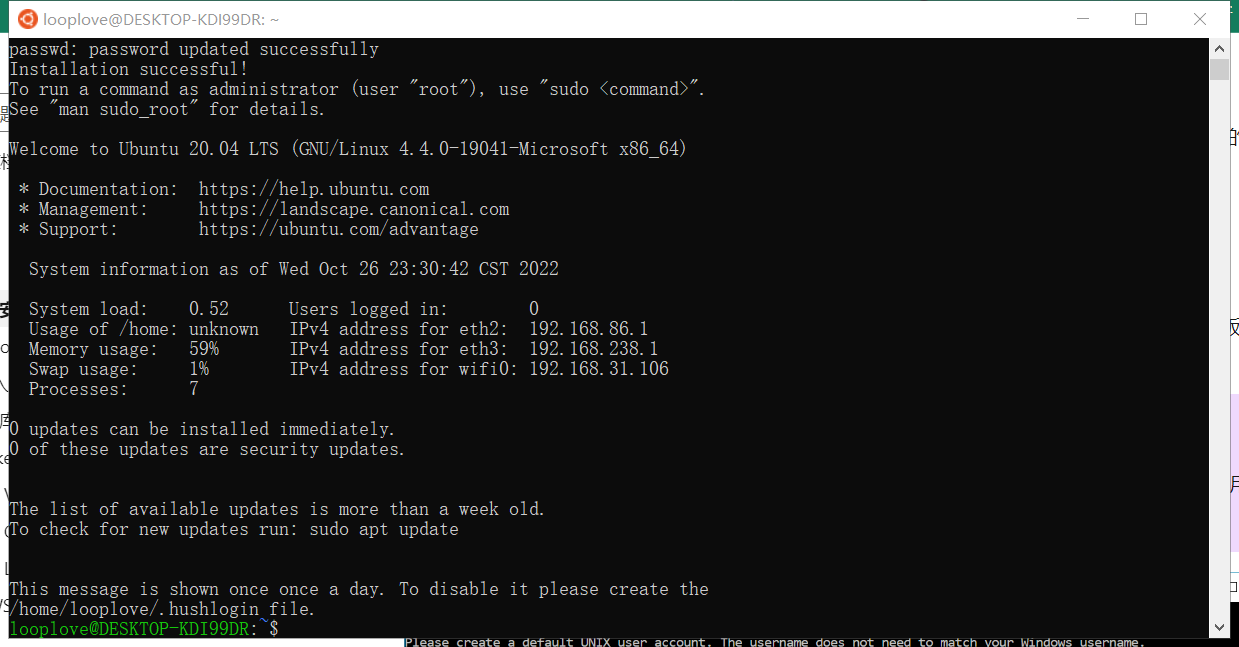 looplove@DESKTOP-KDI99DR: ~
passwd: password updated successfully
Installation successful!
To run a command as administrator (user "root"), use "sudo <command>".
See "man sudo_root" for details.
Welcome to Ubuntu 20.04 LTS (GNU/Linux 4.4.0-19041-Microsoft x86_64)
* Documentation: https://help.ubuntu.com
* Management: https://landscape.canonical.com
* Support: https://ubuntu.com/advantage
System information as of Wed Oct 26 23:30:42 CST 2022
System load: 0.52 Users logged in: 0
Usage of /home: unknown IPv4 address for eth2: 192.168.86.1
Memory usage: 59% IPv4 address for eth3: 192.168.238.1
Swap usage: 1% IPv4 address for wifi0: 192.168.31.106
Processes: 7
0 updates can be installed immediately.
0 of these updates are security updates.
The list of available updates is more than a week old.
To check for new updates run: sudo apt update
This message is shown once once a day. To disable it please create the
/home/looplove/.hushlogin file.
looplove@DESKTOP-KDI99DR:~$
Please create a default UNIX user account. The username does not need to match your Windows username.